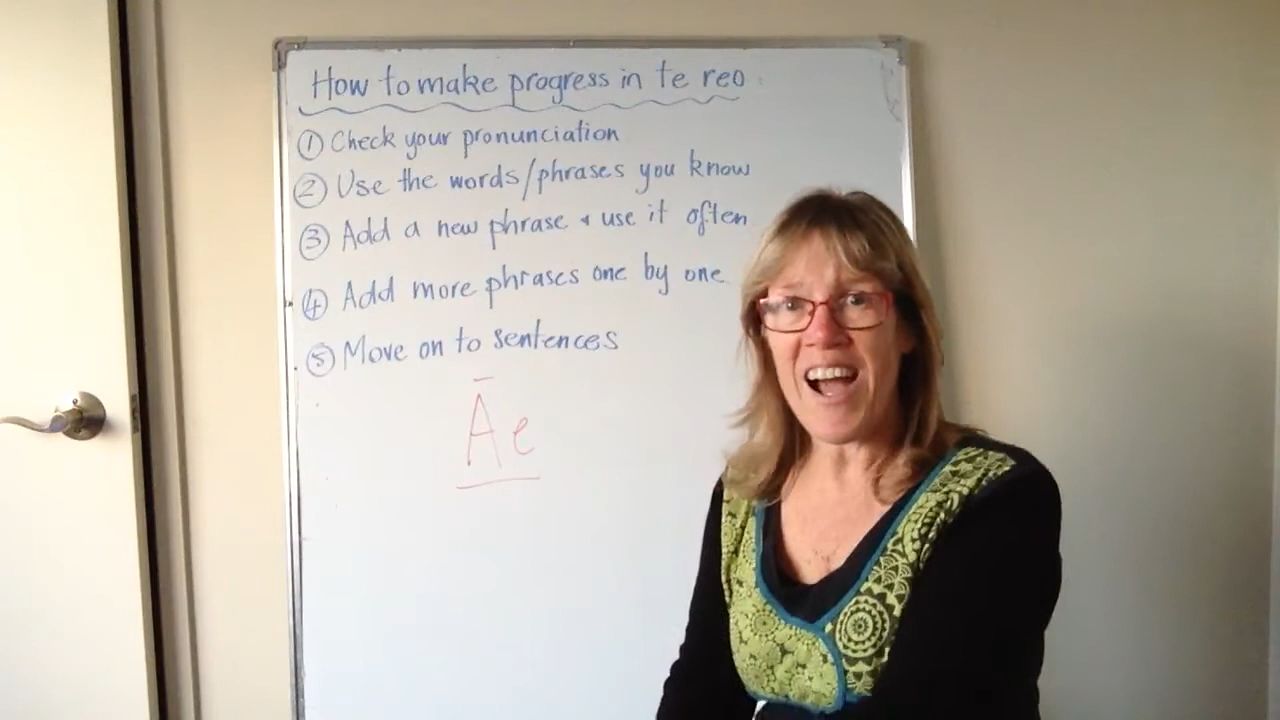 How to make progress in te reo
① Check your pronunciation
② Use the words/phrases you know
③ Add a new phrase & use it often
④ Add more phrases one by one
⑤ Move on to sentences
Āe